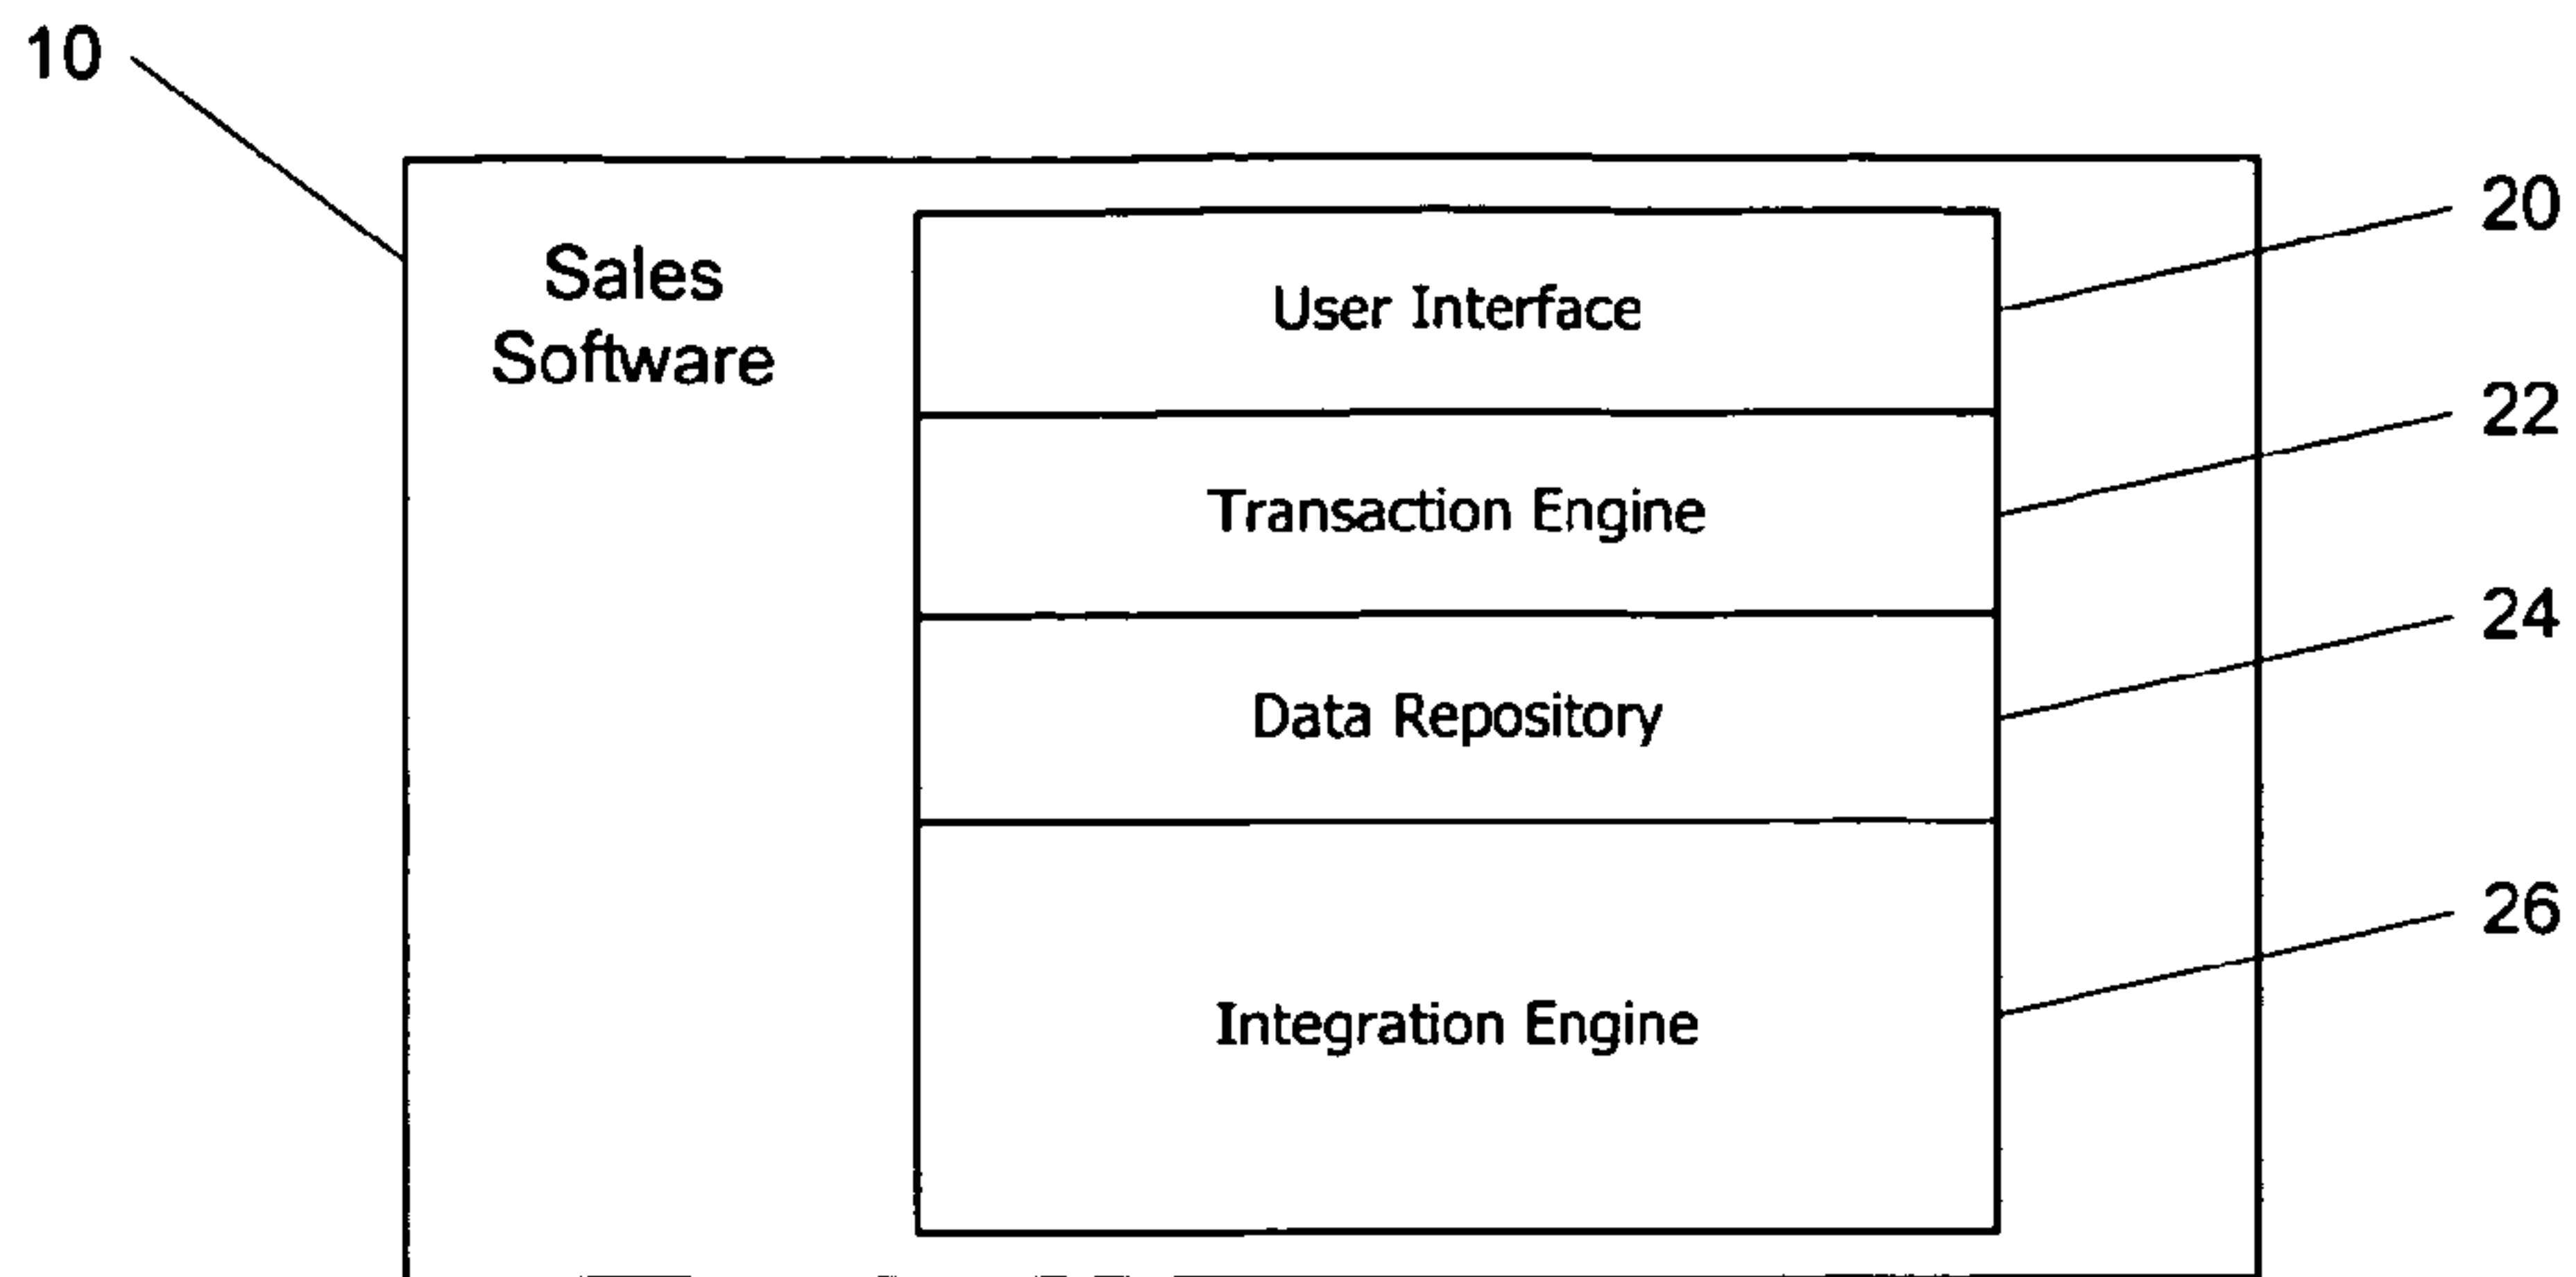 10
20
Sales
Software
User Interface
22
Transaction Engine
24
Data Repository
26
Integration Engine